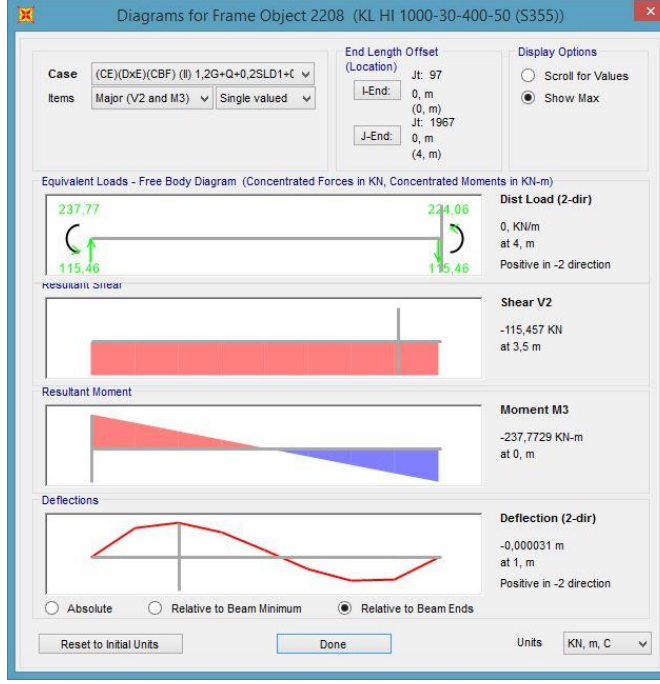 Diagrams for Frame Object 2208 (KL HI 1000-30-400-50 (S355))
Case (CE)(DxE)(CBF) (II) 1,2G+Q+0,2SLD1+(
Items Major (V2 and M3) Single valued
End Length Offset
(Location)
I-End:
Jt: 97
0, m
(0, m)
J-End:
Jt: 1967
0, m
(4, m)
Display Options
Scroll for Values
Show Max
Equivalent Loads - Free Body Diagram (Concentrated Forces in KN, Concentrated Moments in KN-m)
237,77 224,06
115,46 115,46
Dist Load (2-dir)
0, KN/m
at 4, m
Positive in -2 direction
Resultant Shear
Shear V2
-115,457 KN
at 3,5 m
Resultant Moment
Moment M3
-237,7729 KN-m
at 0, m
Deflections
Deflection (2-dir)
-0,000031 m
at 1, m
Positive in -2 direction
Absolute Relative to Beam Minimum Relative to Beam Ends
Reset to Initial Units Done Units KN, m, C